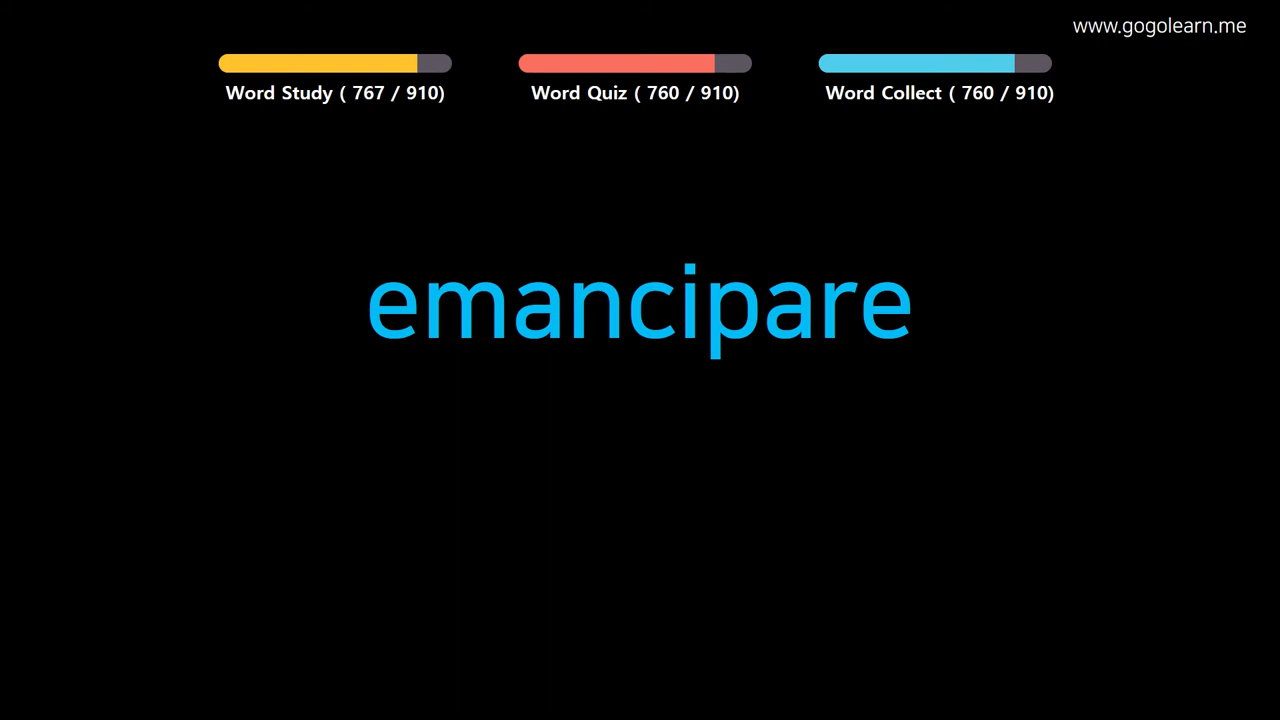 www.gogolearn.me
Word Study ( 767 / 910)
Word Quiz ( 760 / 910)
Word Collect ( 760 / 910)
emancipare